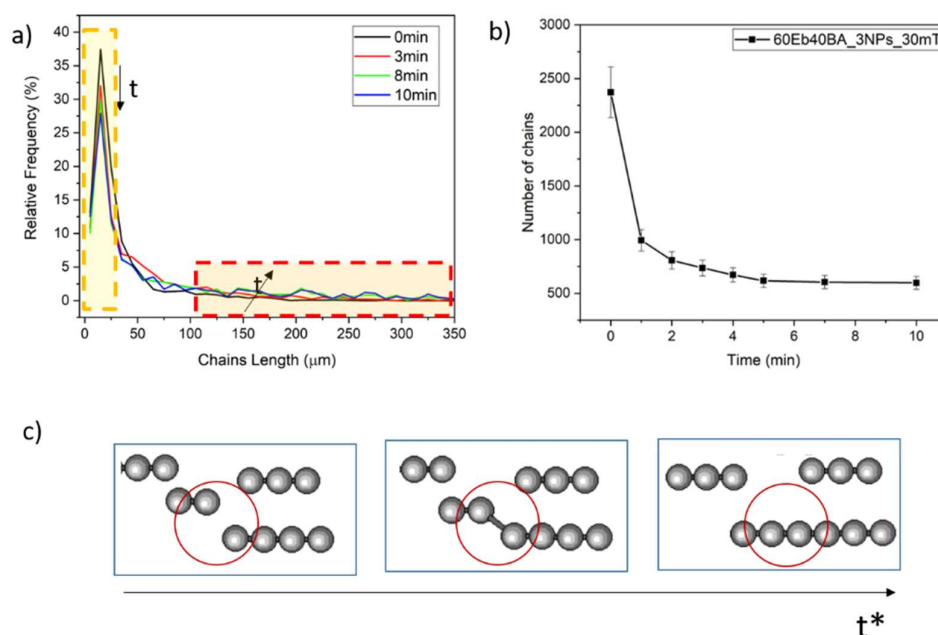 a)
40
35
30
25
20
15
10
5
0
Relative Frequency (%)
0min
3min
8min
10min
t
t
0 50 100 150 200 250 300 350
Chains Length (μm)
b)
3000
2500
2000
1500
1000
500
Number of chains
60Eb40BA_3NPs_30mT
0 2 4 6 8 10
Time (min)
c)
t*